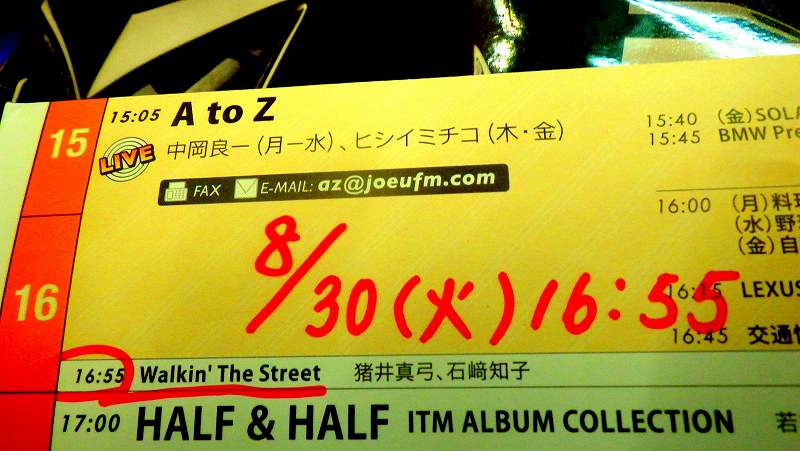 15
15:05 A to Z
LIVE 中岡良一(月ー水)、ヒシイミチコ(木・金)
FAX E-MAIL: az@joeufm.com
15:40 (金)SOLA
15:45 BMW Pre
16:00 (月)料理
(水)野
(金)自
16:15 LEXUS
16:45 交通情
16
8/30(火)16:55
16:55 Walkin' The Street 猪井真弓、石﨑知子
17:00 HALF & HALF ITM ALBUM COLLECTION 若